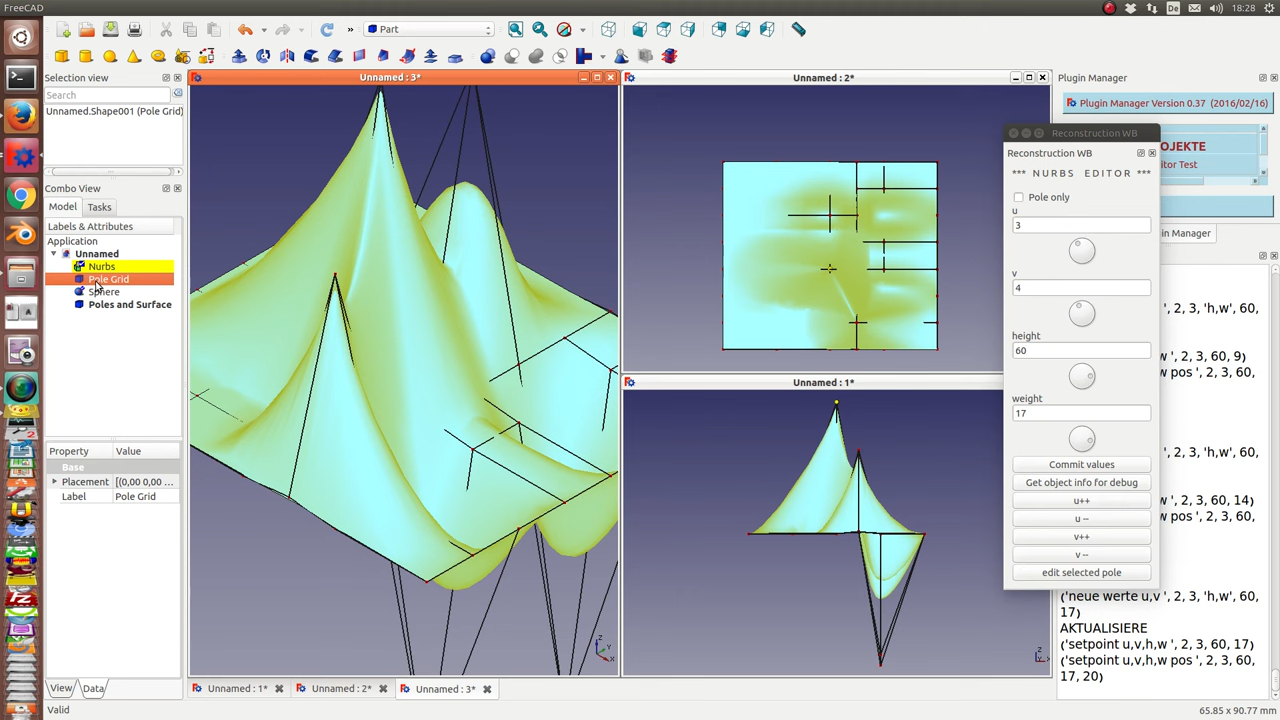 FreeCAD
De
18:28
Part
Selection view
Search
Unnamed.Shape001 (Pole Grid)
Combo View
Model
Tasks
Labels & Attributes
Application
Unnamed
Nurbs
Pole Grid
Sphere
Poles and Surface
Property
Value
Base
Placement
[(0,00 0,00 ...
Label
Pole Grid
View
Data
Valid
Unnamed : 3*
Unnamed : 2*
Unnamed : 1*
Unnamed : 1*
Unnamed : 2*
Unnamed : 3*
Plugin Manager
Plugin Manager Version 0.37 (2016/02/16)
OJEKTE
itor Test
in Manager
Reconstruction WB
Reconstruction WB
*** NURBS EDITOR ***
Pole only
u
3
v
4
height
60
weight
17
Commit values
Get object info for debug
u++
u --
v++
v --
edit selected pole
', 2, 3, 'h,w', 60,
w ', 2, 3, 60, 9)
w pos ', 2, 3, 60,
', 2, 3, 'h,w', 60,
w ', 2, 3, 60, 14)
w pos ', 2, 3, 60,
('neue werte u,v ', 2, 3, 'h,w', 60,
17)
AKTUALISIERE
('setpoint u,v,h,w ', 2, 3, 60, 17)
('setpoint u,v,h,w pos ', 2, 3, 60,
17, 20)
65.85 x 90.77 mm